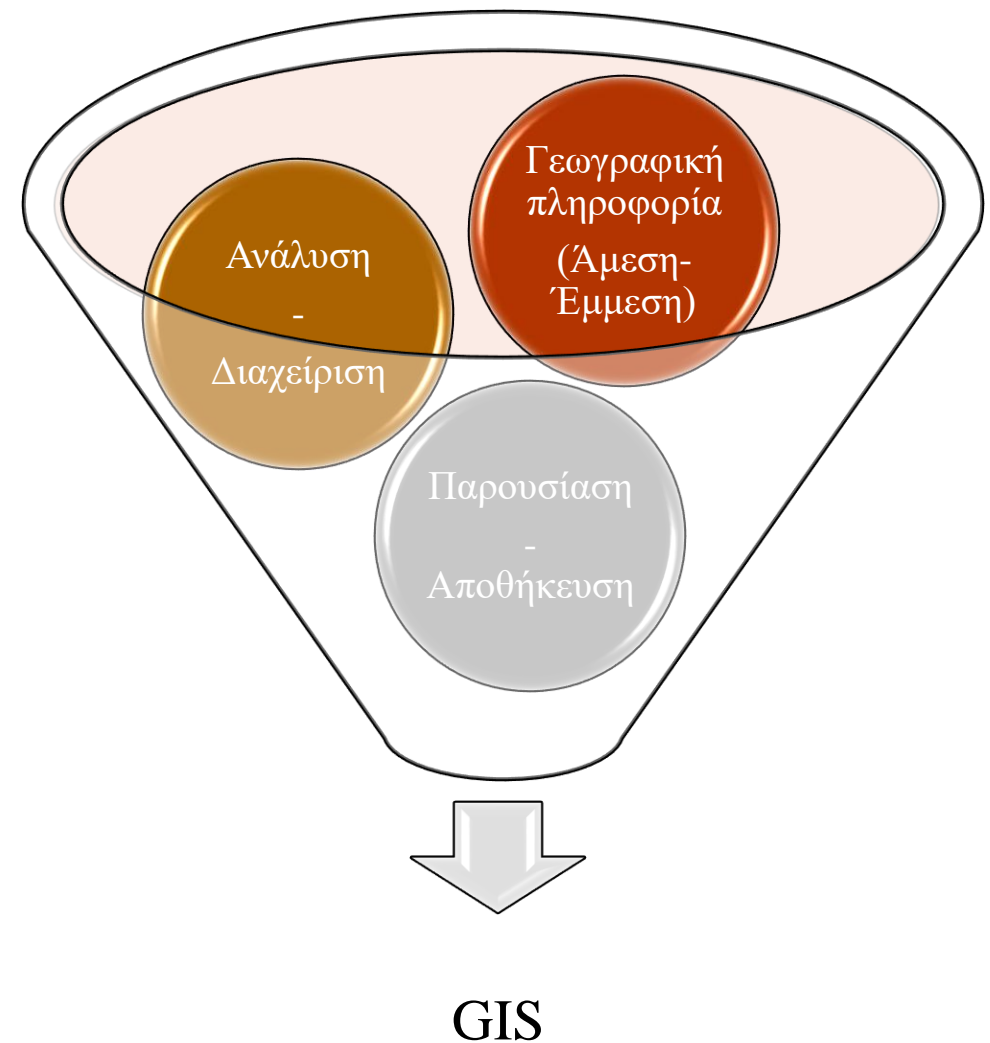 Γεωγραφική
πληροφορία
(Άμεση-
Έμμεση)
Ανάλυση
-
Διαχείριση
Παρουσίαση
-
Αποθήκευση
GIS